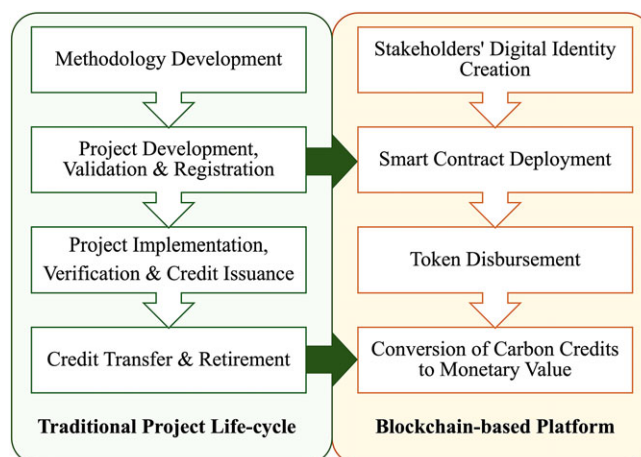 Methodology Development
Project Development,
Validation & Registration
Project Implementation,
Verification & Credit Issuance
Credit Transfer & Retirement
Traditional Project Life-cycle
Stakeholders' Digital Identity
Creation
Smart Contract Deployment
Token Disbursement
Conversion of Carbon Credits
to Monetary Value
Blockchain-based Platform